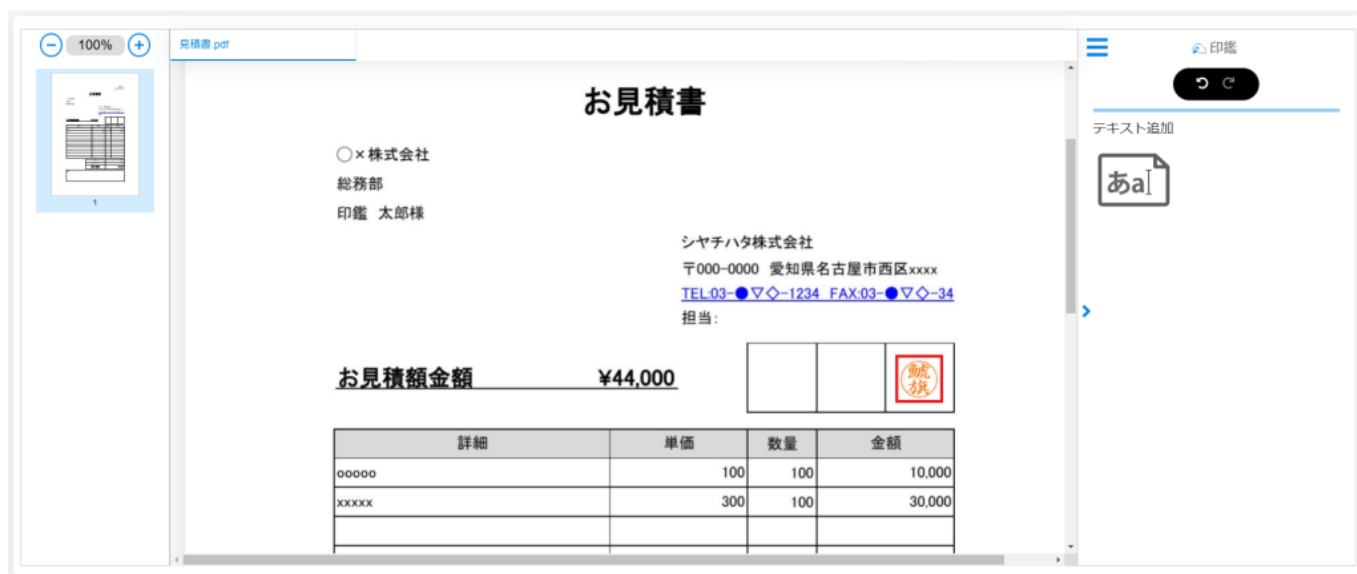 100%
見積書.pdf
印鑑
テキスト追加
あa
1
お見積書
○×株式会社
総務部
印鑑 太郎様
シヤチハタ株式会社
〒000-0000 愛知県名古屋市西区xxxx
TEL:03-●▽◇-1234 FAX:03-●▽◇-34
担当:
お見積額金額 ¥44,000
鯱旗
詳細 単価 数量 金額
ooooo 100 100 10,000
xxxxx 300 100 30,000